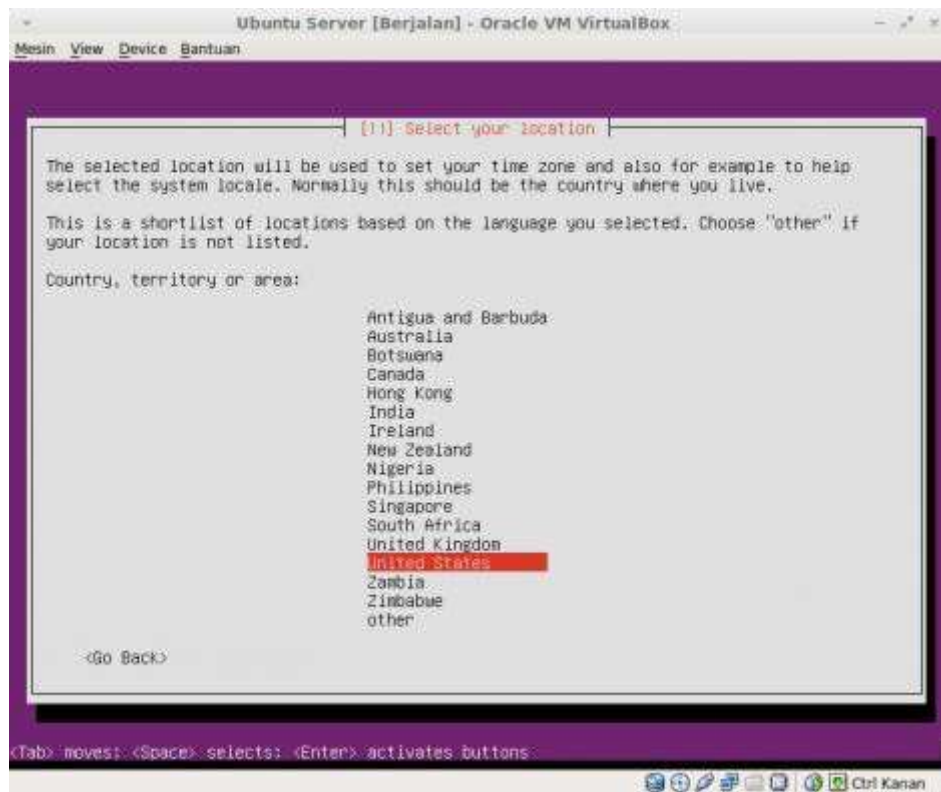 Ubuntu Server [Berjalan] - Oracle VM VirtualBox
Mesin View Device Bantuan
[!!] Select your location
The selected location will be used to set your time zone and also for example to help
select the system locale. Normally this should be the country where you live.
This is a shortlist of locations based on the language you selected. Choose "other" if
your location is not listed.
Country, territory or area:
Antigua and Barbuda
Australia
Botswana
Canada
Hong Kong
India
Ireland
New Zealand
Nigeria
Philippines
Singapore
South Africa
United Kingdom
United States
Zambia
Zimbabwe
other
<Go Back>
<Tab> moves; <Space> selects; <Enter> activates buttons
Ctrl Kanan